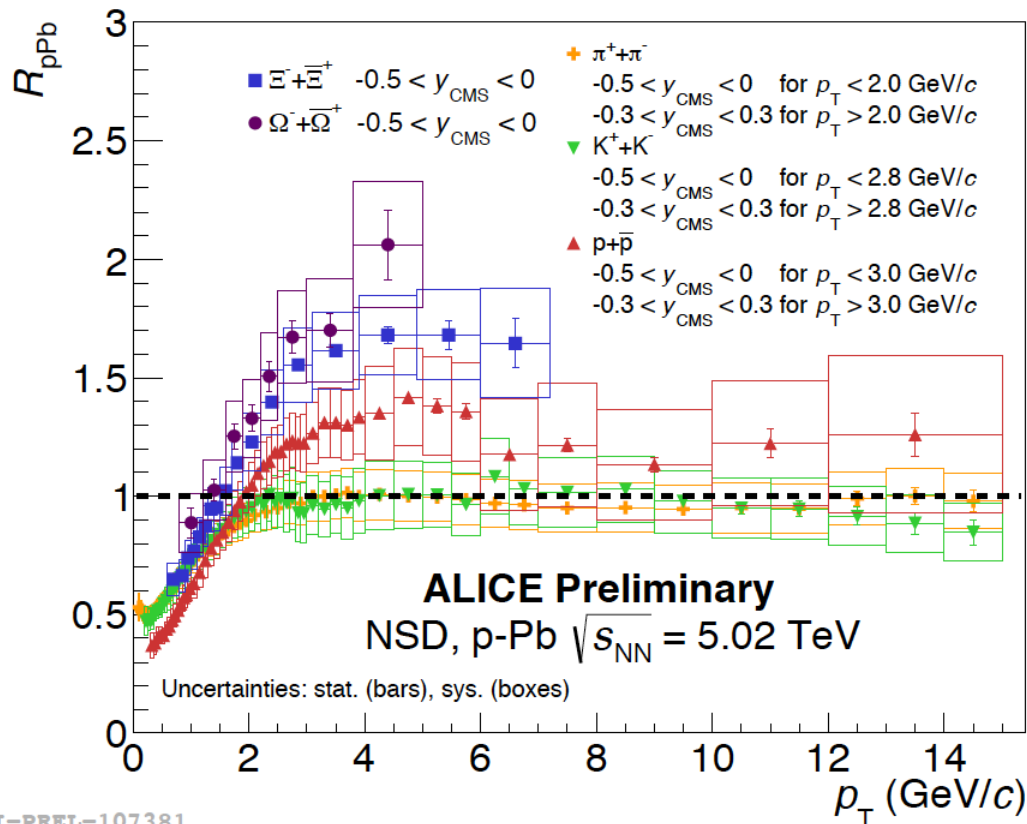 R_pPb
3
2.5
2
1.5
1
0.5
0
Ξ⁻+Ξ̅⁺ -0.5 < y_CMS < 0
Ω⁻+Ω̅⁺ -0.5 < y_CMS < 0
π⁺+π⁻
-0.5 < y_CMS < 0 for p_T < 2.0 GeV/c
-0.3 < y_CMS < 0.3 for p_T > 2.0 GeV/c
K⁺+K⁻
-0.5 < y_CMS < 0 for p_T < 2.8 GeV/c
-0.3 < y_CMS < 0.3 for p_T > 2.8 GeV/c
p+p̅
-0.5 < y_CMS < 0 for p_T < 3.0 GeV/c
-0.3 < y_CMS < 0.3 for p_T > 3.0 GeV/c
ALICE Preliminary
NSD, p-Pb √s_NN = 5.02 TeV
Uncertainties: stat. (bars), sys. (boxes)
0 2 4 6 8 10 12 14
p_T (GeV/c)
-PREL-107381